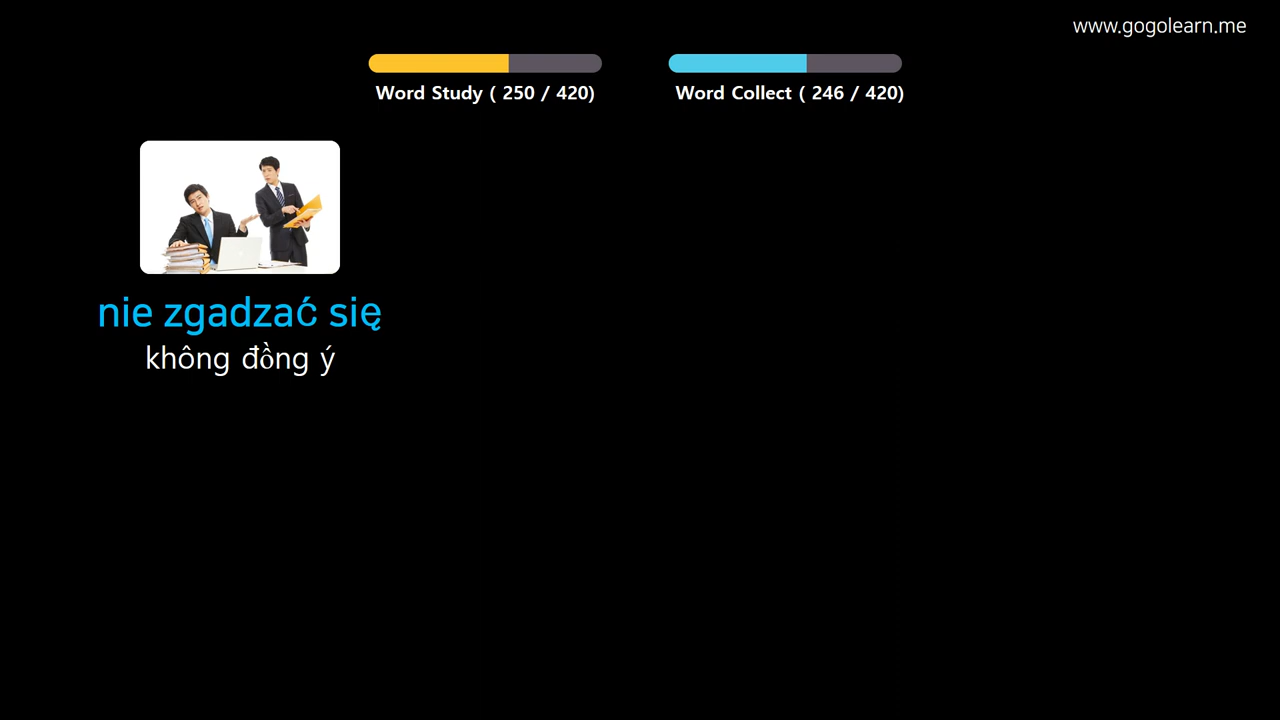 www.gogolearn.me
Word Study ( 250 / 420)
Word Collect ( 246 / 420)
nie zgadzać się
không đồng ý